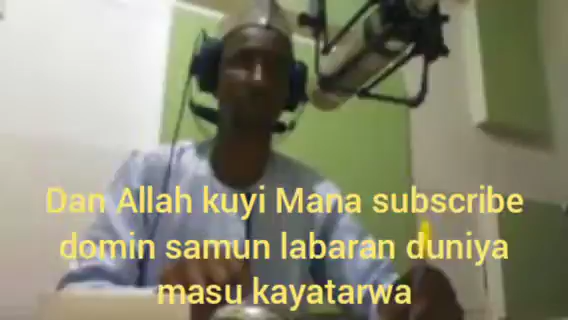 Dan Allah kuyi Mana subscribe
domin samun labaran duniya
masu kayatarwa